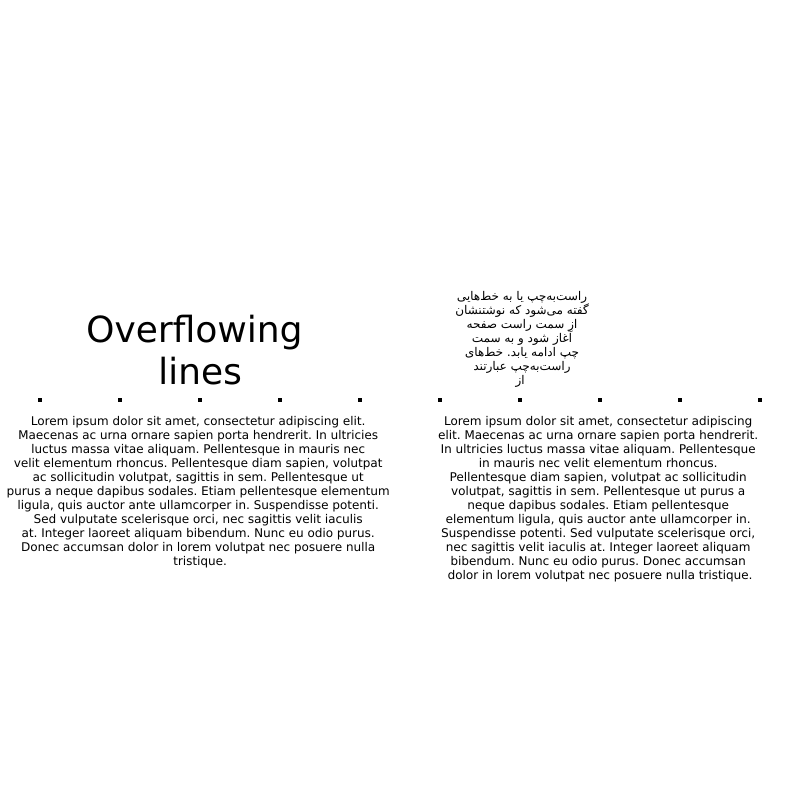 Overflowing
lines
Lorem ipsum dolor sit amet, consectetur adipiscing elit.
Maecenas ac urna ornare sapien porta hendrerit. In ultricies
luctus massa vitae aliquam. Pellentesque in mauris nec
velit elementum rhoncus. Pellentesque diam sapien, volutpat
ac sollicitudin volutpat, sagittis in sem. Pellentesque ut
purus a neque dapibus sodales. Etiam pellentesque elementum
ligula, quis auctor ante ullamcorper in. Suspendisse potenti.
Sed vulputate scelerisque orci, nec sagittis velit iaculis
at. Integer laoreet aliquam bibendum. Nunc eu odio purus.
Donec accumsan dolor in lorem volutpat nec posuere nulla
tristique.
راست‌به‌چپ یا به خط‌هایی
گفته می‌شود که نوشتنشان
از سمت راست صفحه
آغاز شود و به سمت
چپ ادامه یابد. خط‌های
راست‌به‌چپ عبارتند
از
Lorem ipsum dolor sit amet, consectetur adipiscing
elit. Maecenas ac urna ornare sapien porta hendrerit.
In ultricies luctus massa vitae aliquam. Pellentesque
in mauris nec velit elementum rhoncus.
Pellentesque diam sapien, volutpat ac sollicitudin
volutpat, sagittis in sem. Pellentesque ut purus a
neque dapibus sodales. Etiam pellentesque
elementum ligula, quis auctor ante ullamcorper in.
Suspendisse potenti. Sed vulputate scelerisque orci,
nec sagittis velit iaculis at. Integer laoreet aliquam
bibendum. Nunc eu odio purus. Donec accumsan
dolor in lorem volutpat nec posuere nulla tristique.